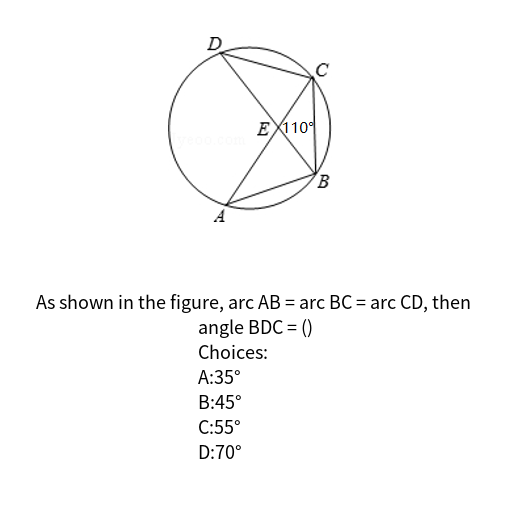 D
C
E
110°
B
A
As shown in the figure, arc AB = arc BC = arc CD, then
angle BDC = ()
Choices:
A:35°
B:45°
C:55°
D:70°